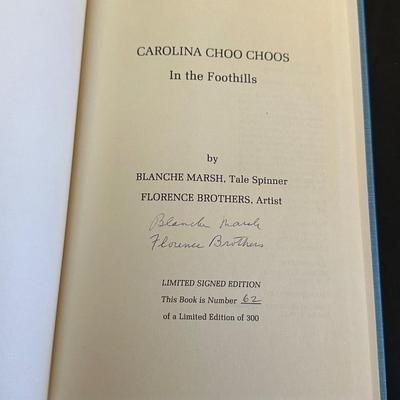 CAROLINA CHOO CHOOS
In the Foothills
by
BLANCHE MARSH, Tale Spinner
FLORENCE BROTHERS, Artist
Blanche Marsh
Florence Brothers
LIMITED SIGNED EDITION
This Book is Number 62
of a Limited Edition of 300